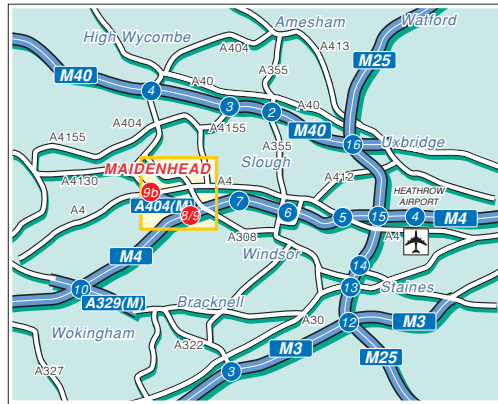 Amesham
Watford
High Wycombe
A404
A413
A355
M25
M40
A40
4
3
2
A40
A404
A4155
A4155
M40
16
Uxbridge
A355
Slough
MAIDENHEAD
A4130
9b
A4
A412
HEATHROW
AIRPORT
A404(M)
8/9
7
6
5
15
4
M4
A4
A308
A4
M4
Windsor
14
13
Staines
10
A329(M)
Bracknell
A30
12
M3
Wokingham
A322
M3
M25
A327
3